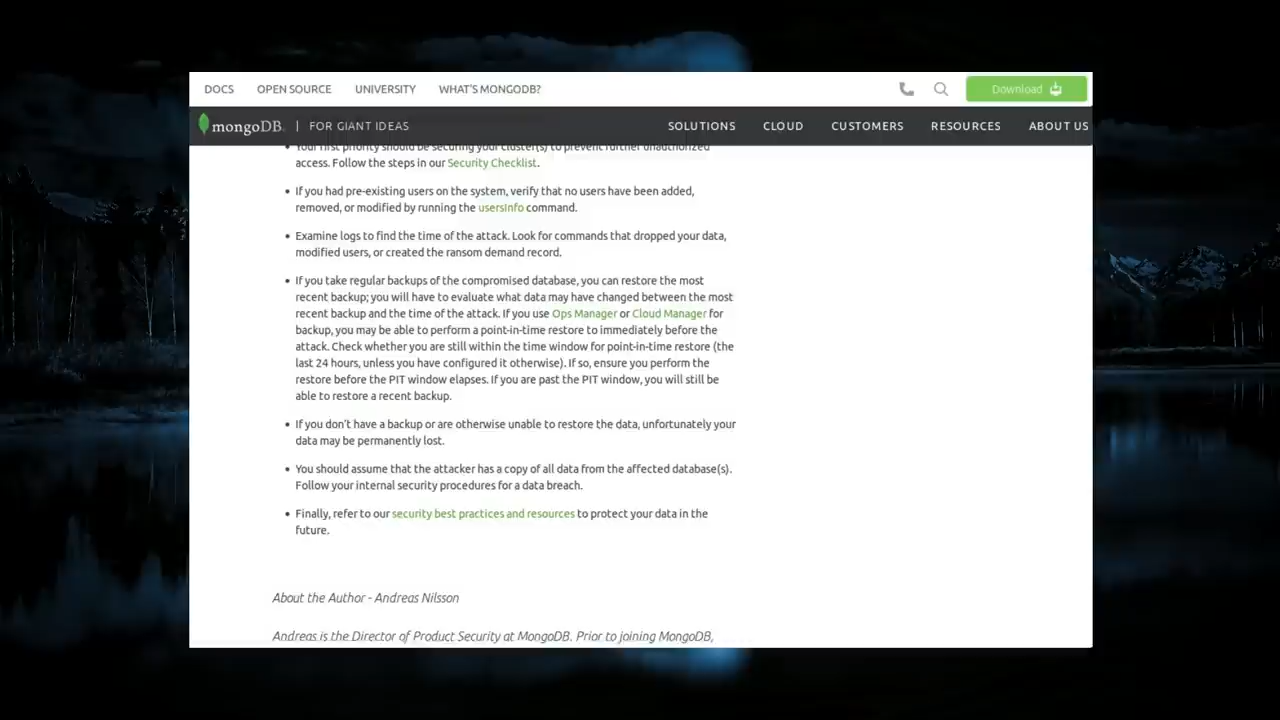 DOCS OPEN SOURCE UNIVERSITY WHAT'S MONGODB? Download
mongoDB. | FOR GIANT IDEAS SOLUTIONS CLOUD CUSTOMERS RESOURCES ABOUT US
Your first priority should be securing your cluster(s) to prevent further unauthorized
access. Follow the steps in our Security Checklist.
• If you had pre-existing users on the system, verify that no users have been added,
removed, or modified by running the usersInfo command.
• Examine logs to find the time of the attack. Look for commands that dropped your data,
modified users, or created the ransom demand record.
• If you take regular backups of the compromised database, you can restore the most
recent backup; you will have to evaluate what data may have changed between the most
recent backup and the time of the attack. If you use Ops Manager or Cloud Manager for
backup, you may be able to perform a point-in-time restore to immediately before the
attack. Check whether you are still within the time window for point-in-time restore (the
last 24 hours, unless you have configured it otherwise). If so, ensure you perform the
restore before the PIT window elapses. If you are past the PIT window, you will still be
able to restore a recent backup.
• If you don't have a backup or are otherwise unable to restore the data, unfortunately your
data may be permanently lost.
• You should assume that the attacker has a copy of all data from the affected database(s).
Follow your internal security procedures for a data breach.
• Finally, refer to our security best practices and resources to protect your data in the
future.
About the Author - Andreas Nilsson
Andreas is the Director of Product Security at MongoDB. Prior to joining MongoDB,